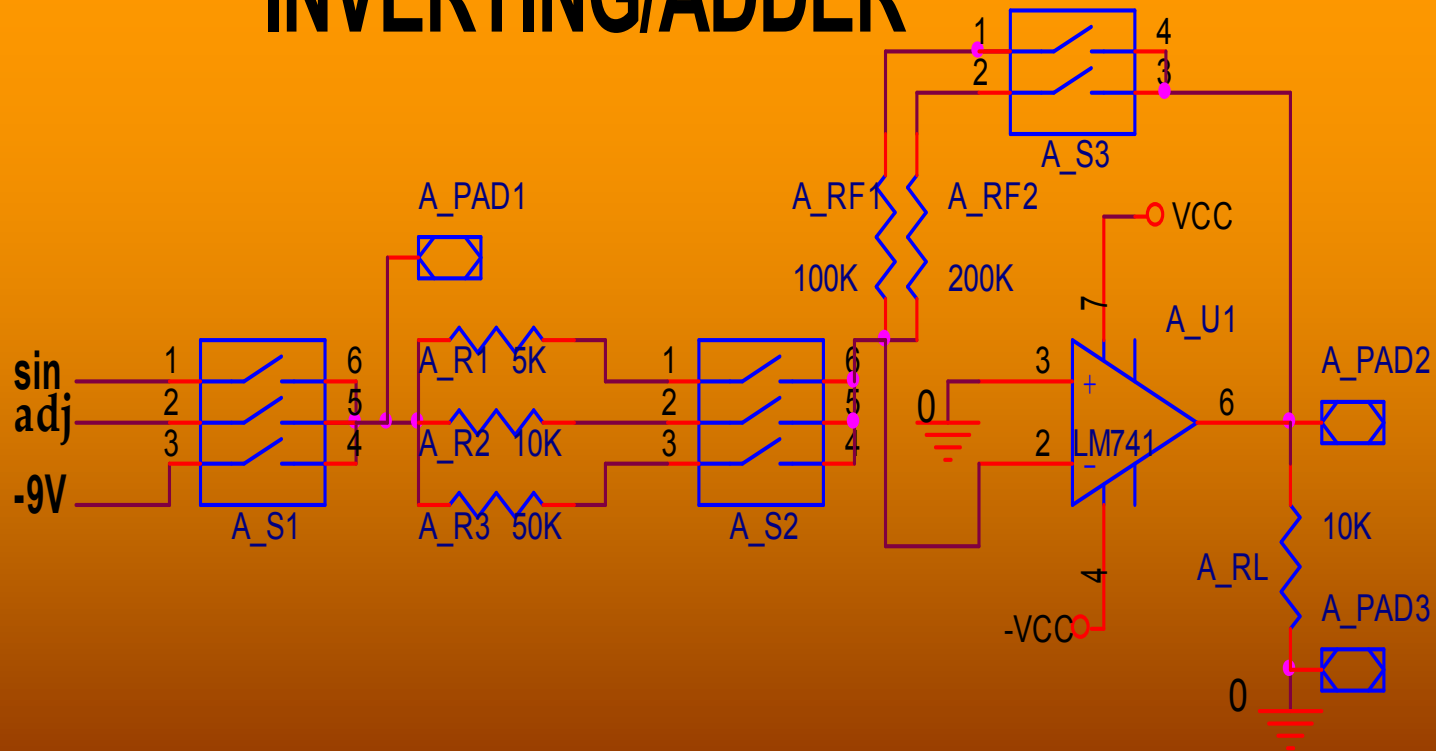 INVERTING/ADDER
1 4
2 3
A_S3
A_PAD1
A_RF1 A_RF2
VCC
100K 200K
7
A_U1
sin 1 6 A_R1 5K 1 6 3 + A_PAD2
adj 2 5 2 5 0 6
3 4 A_R2 10K 3 4 2 LM741 -
-9V
A_S1 A_R3 50K A_S2 10K
A_RL
4
A_PAD3
-VCC
0